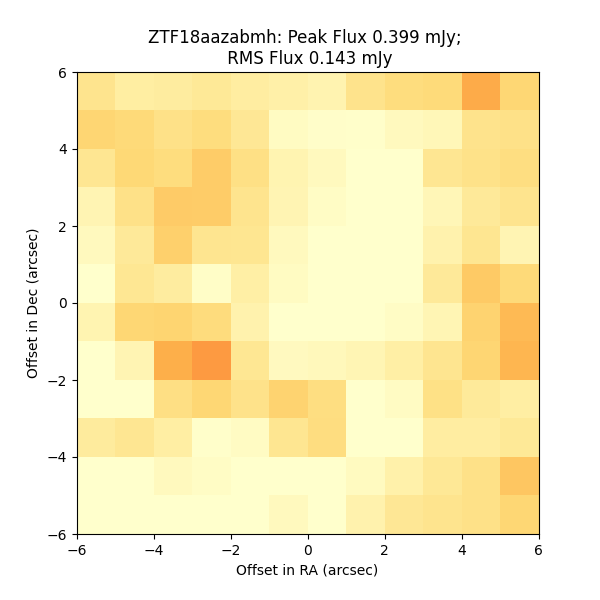 ZTF18aazabmh: Peak Flux 0.399 mJy;
RMS Flux 0.143 mJy
6
4
2
0
−2
−4
−6
Offset in Dec (arcsec)
−6 −4 −2 0 2 4 6
Offset in RA (arcsec)